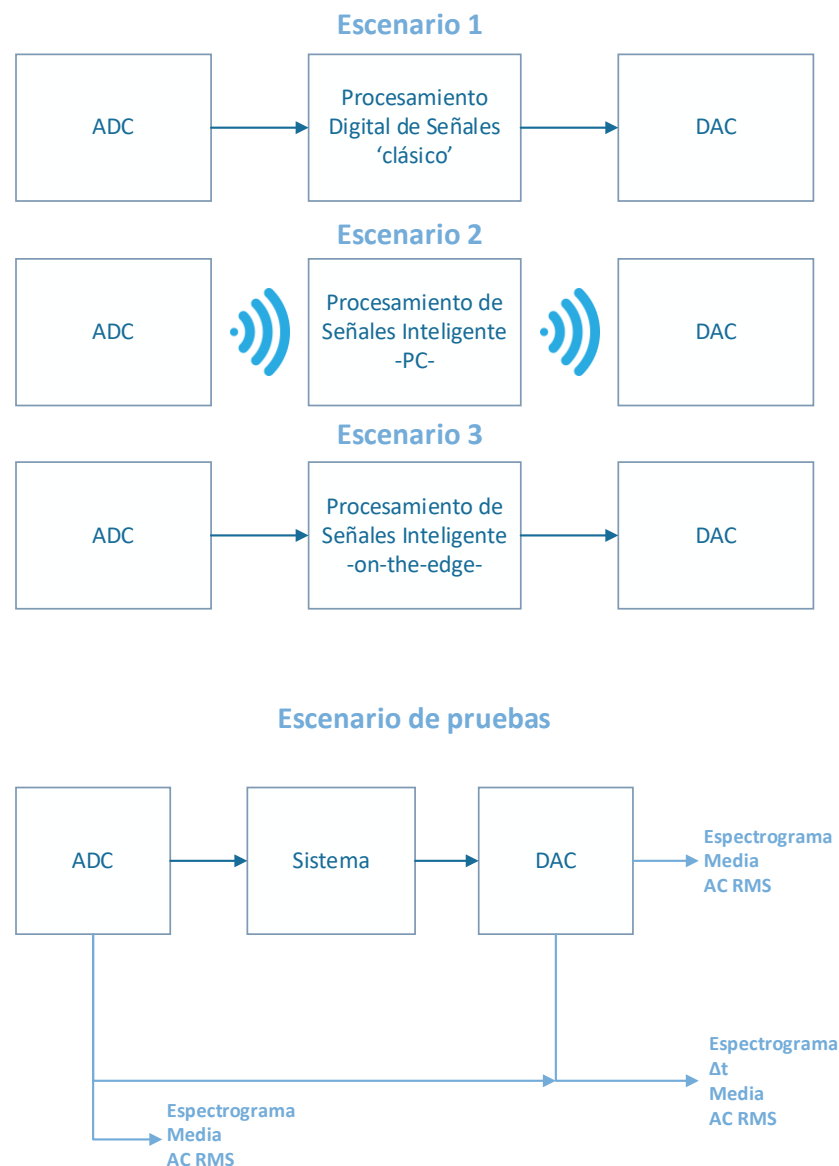 Escenario 1
ADC
Procesamiento
Digital de Señales
‘clásico’
DAC
Escenario 2
ADC
Procesamiento de
Señales Inteligente
-PC-
DAC
Escenario 3
ADC
Procesamiento de
Señales Inteligente
-on-the-edge-
DAC
Escenario de pruebas
ADC
Sistema
DAC
Espectrograma
Media
AC RMS
Espectrograma
Δt
Media
AC RMS
Espectrograma
Media
AC RMS